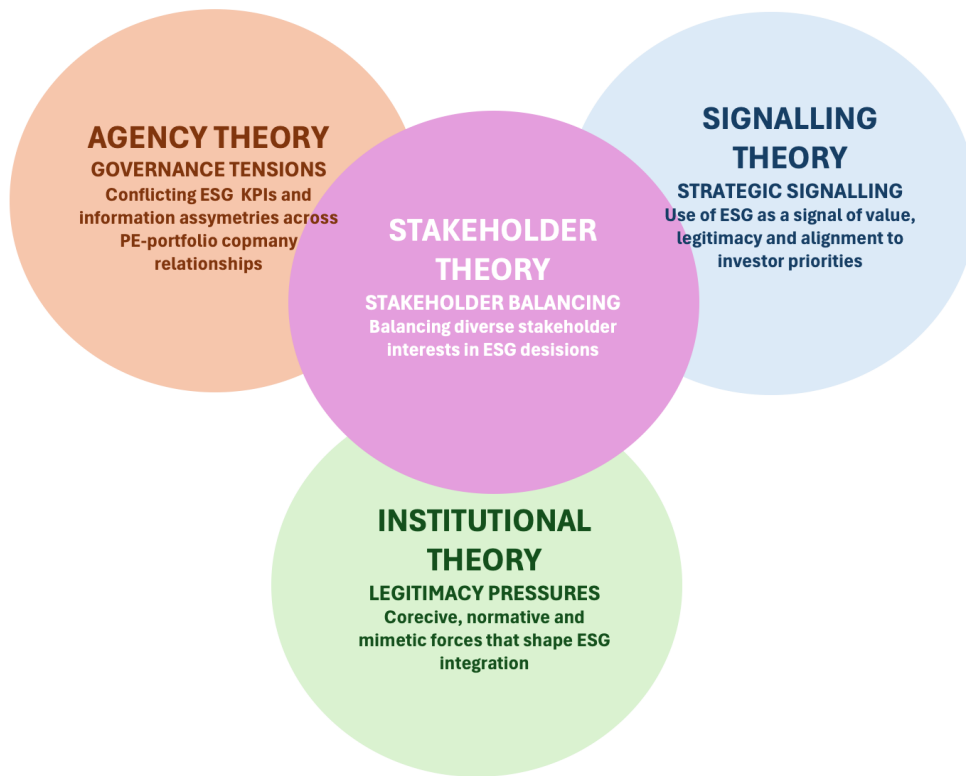 AGENCY THEORY
GOVERNANCE TENSIONS
Conflicting ESG KPIs and
information assymetries across
PE-portfolio copmany
relationships
SIGNALLING
THEORY
STRATEGIC SIGNALLING
Use of ESG as a signal of value,
legitimacy and alignment to
investor priorities
STAKEHOLDER
THEORY
STAKEHOLDER BALANCING
Balancing diverse stakeholder
interests in ESG desisions
INSTITUTIONAL
THEORY
LEGITIMACY PRESSURES
Corecive, normative and
mimetic forces that shape ESG
integration